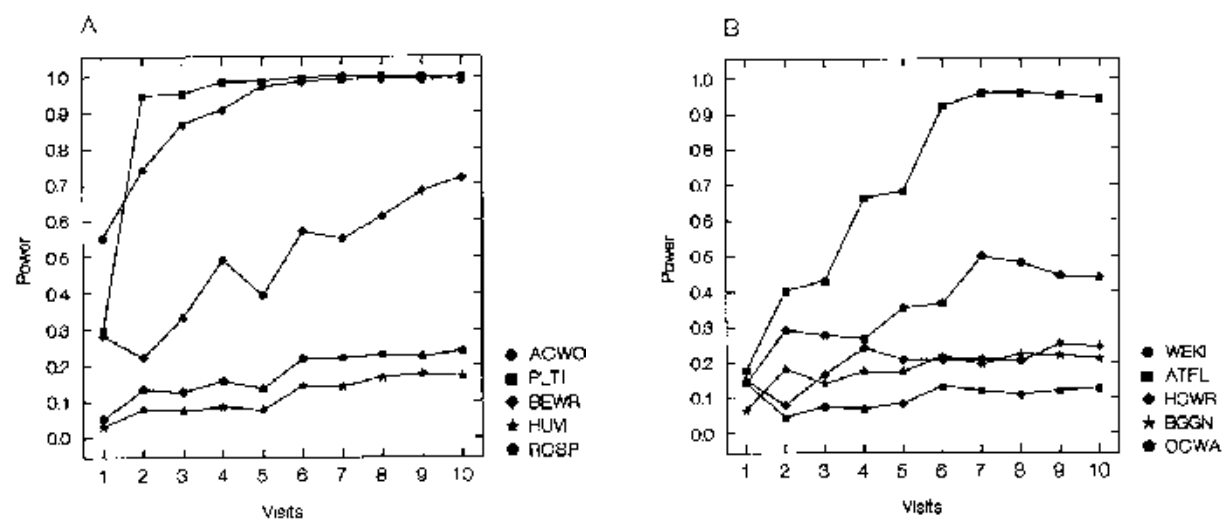 A
1.0
0.9
0.8
0.7
0.6
0.5
0.4
0.3
0.2
0.1
0.0
Power
1 2 3 4 5 6 7 8 9 10
Visits
ACWO
PLTI
BEWR
HUVI
ROSP
B
1.0
0.9
0.8
0.7
0.6
0.5
0.4
0.3
0.2
0.1
0.0
Power
1 2 3 4 5 6 7 8 9 10
Visits
WEKI
ATFL
HOWR
BGGN
OCWA